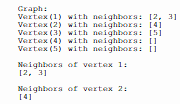 Graph:
Vertex(1) with neighbors: [2, 3]
Vertex(2) with neighbors: [4]
Vertex(3) with neighbors: [5]
Vertex(4) with neighbors: []
Vertex(5) with neighbors: []
Neighbors of vertex 1:
[2, 3]
Neighbors of vertex 2:
[4]